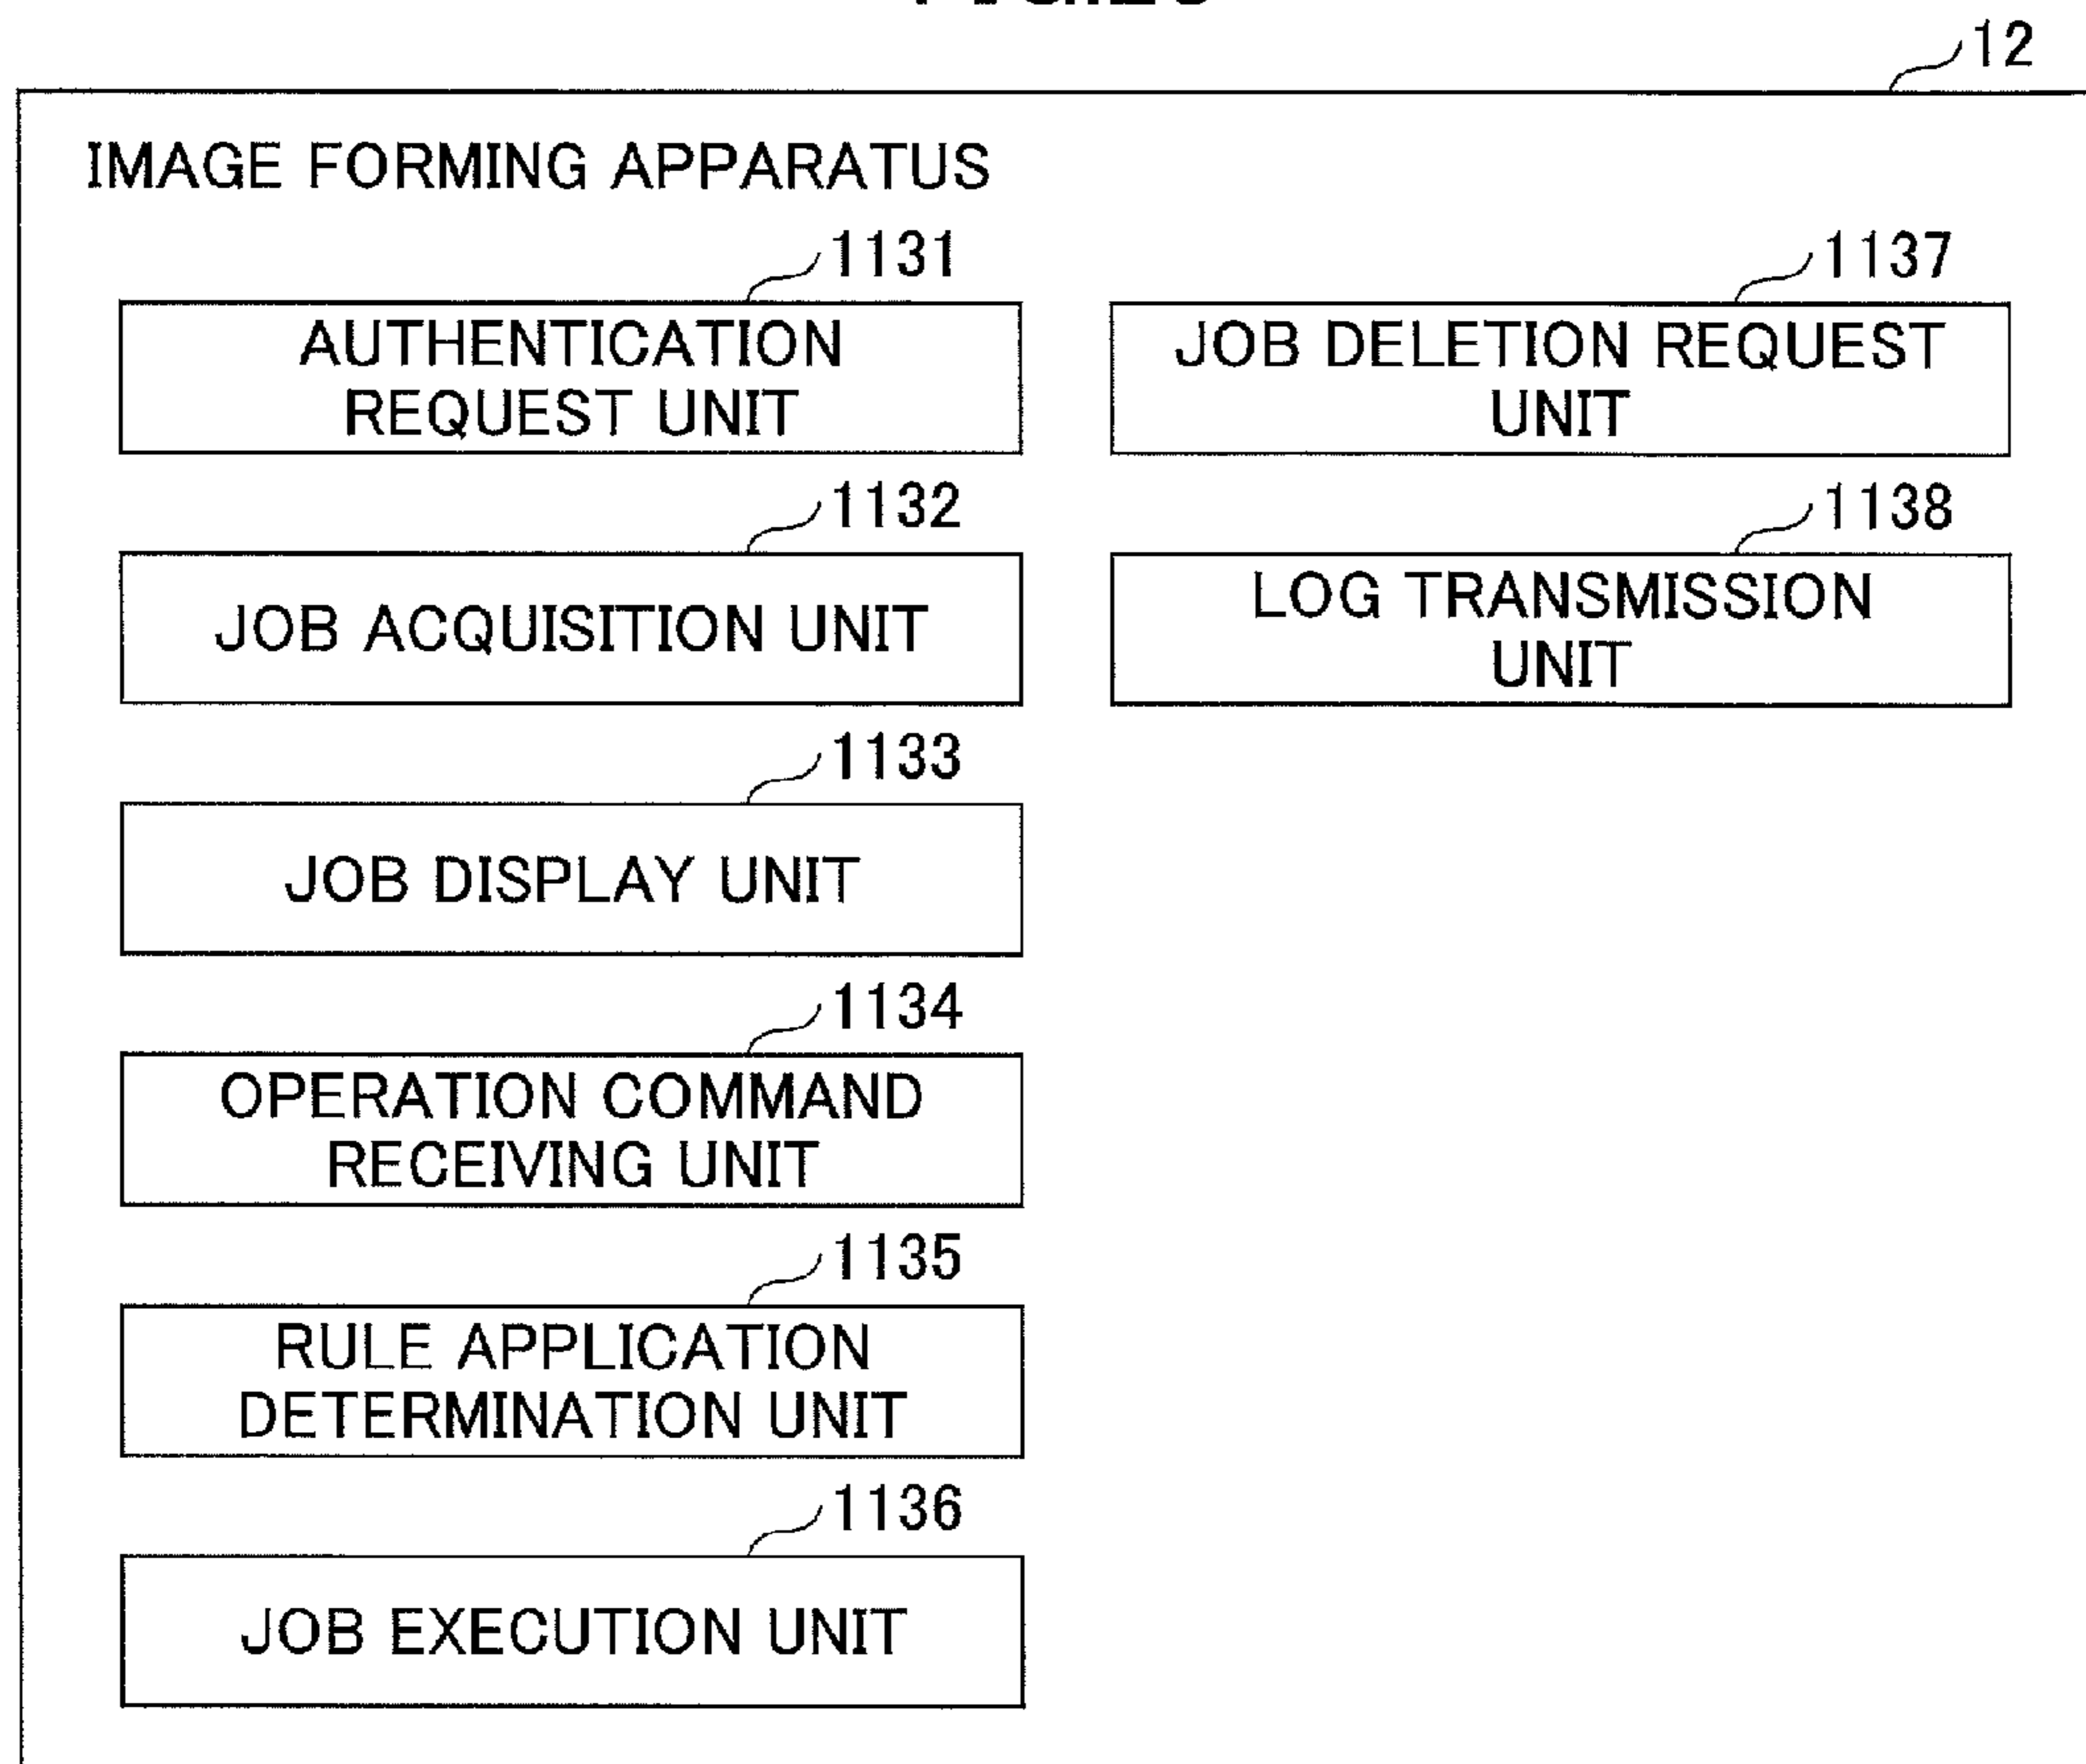 12
IMAGE FORMING APPARATUS
1131
AUTHENTICATION
REQUEST UNIT
1132
JOB ACQUISITION UNIT
1133
JOB DISPLAY UNIT
1134
OPERATION COMMAND
RECEIVING UNIT
1135
RULE APPLICATION
DETERMINATION UNIT
1136
JOB EXECUTION UNIT
1137
JOB DELETION REQUEST
UNIT
1138
LOG TRANSMISSION
UNIT